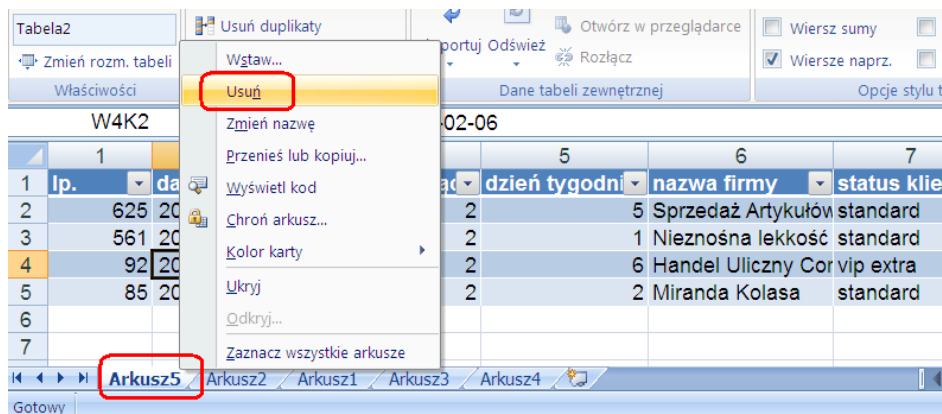 Tabela2
Usuń duplikaty
Otwórz w przeglądarce
Wiersz sumy
Zmień rozm. tabeli
Odśwież
Rozłącz
Wiersze naprz.
Właściwości
Dane tabeli zewnętrznej
Opcje stylu
Wstaw...
Usuń
Zmień nazwę
Przenieś lub kopiuj...
Wyświetl kod
Chroń arkusz...
Kolor karty
Ukryj
Odkryj...
Zaznacz wszystkie arkusze
W4K2
-02-06
1 5 6 7
1 lp. da dzień tygodni nazwa firmy status klie
2 625 20 2 5 Sprzedaż Artykułów standard
3 561 20 2 1 Nieznośna lekkość standard
4 92 20 2 6 Handel Uliczny Cor vip extra
5 85 20 2 2 Miranda Kolasa standard
6
7
Arkusz5 Arkusz2 Arkusz1 Arkusz3 Arkusz4
Gotowy